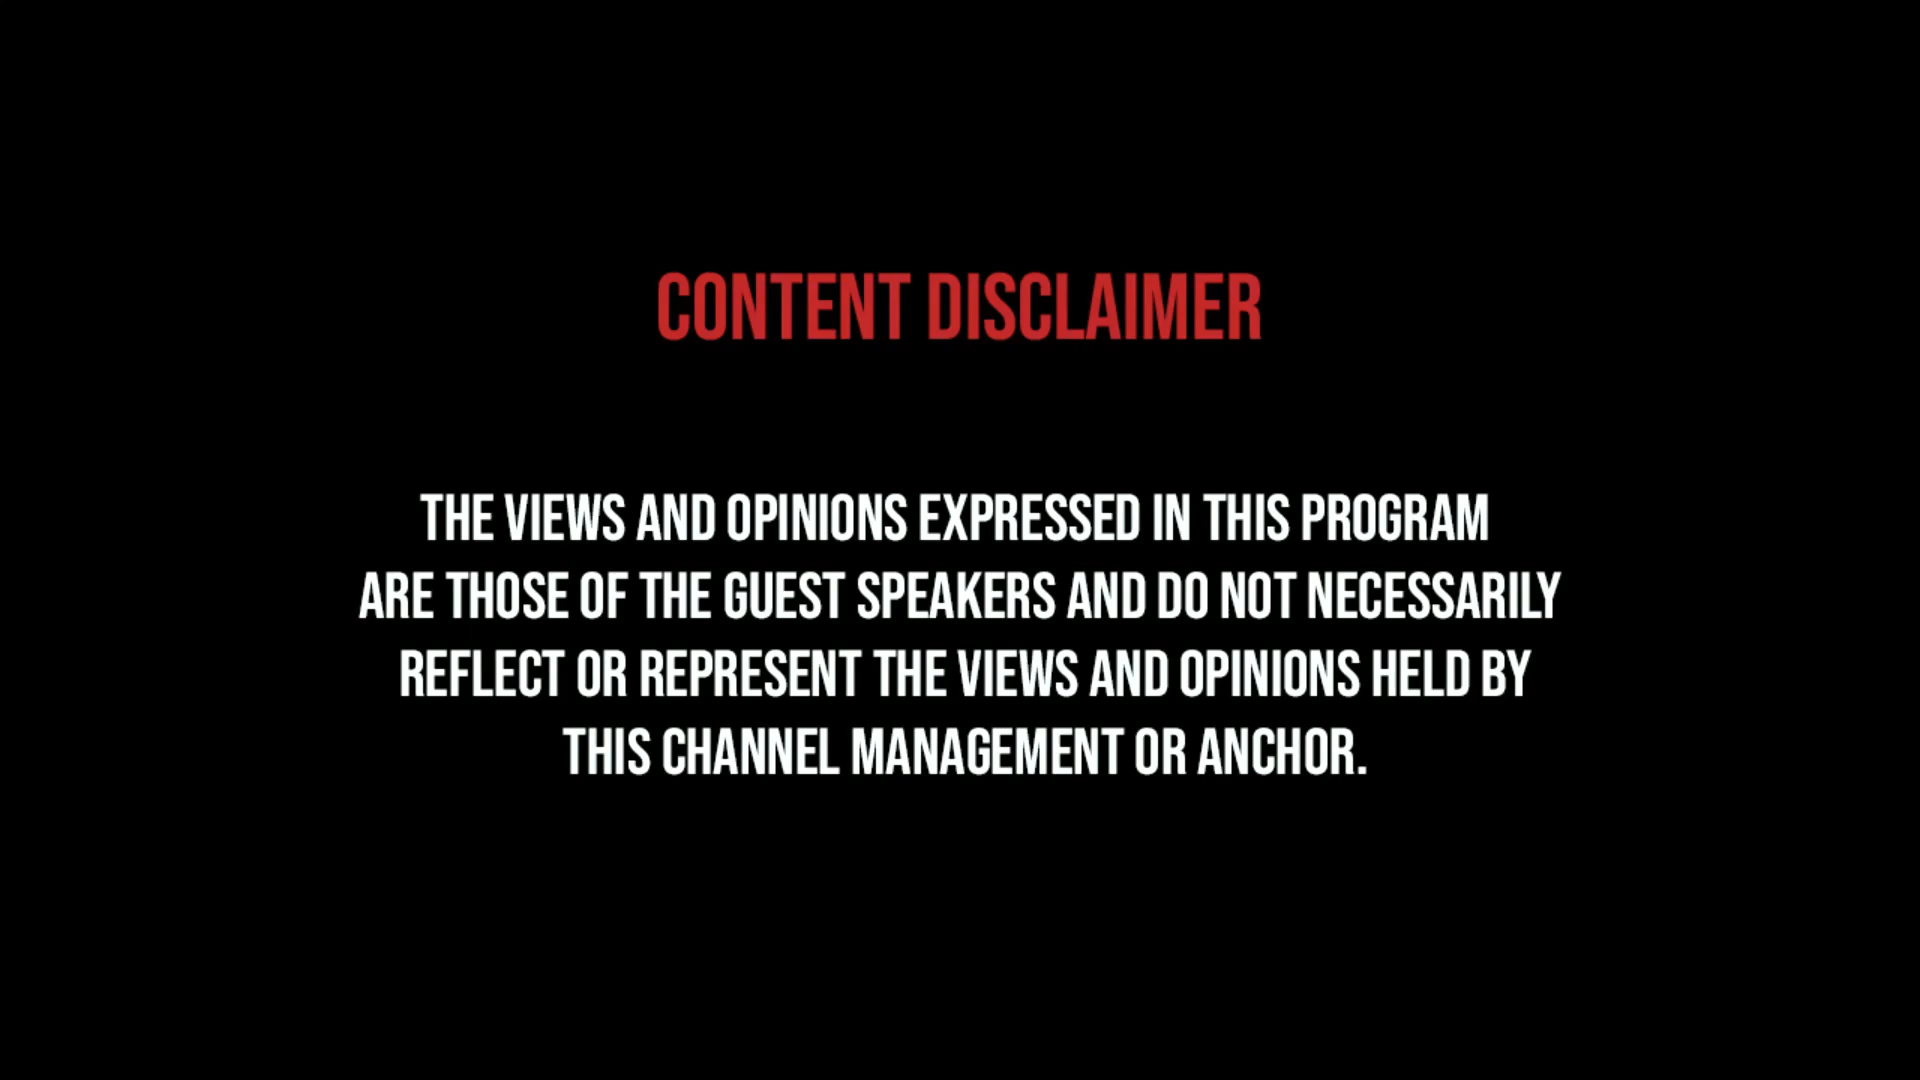 CONTENT DISCLAIMER
THE VIEWS AND OPINIONS EXPRESSED IN THIS PROGRAM
ARE THOSE OF THE GUEST SPEAKERS AND DO NOT NECESSARILY
REFLECT OR REPRESENT THE VIEWS AND OPINIONS HELD BY
THIS CHANNEL MANAGEMENT OR ANCHOR.